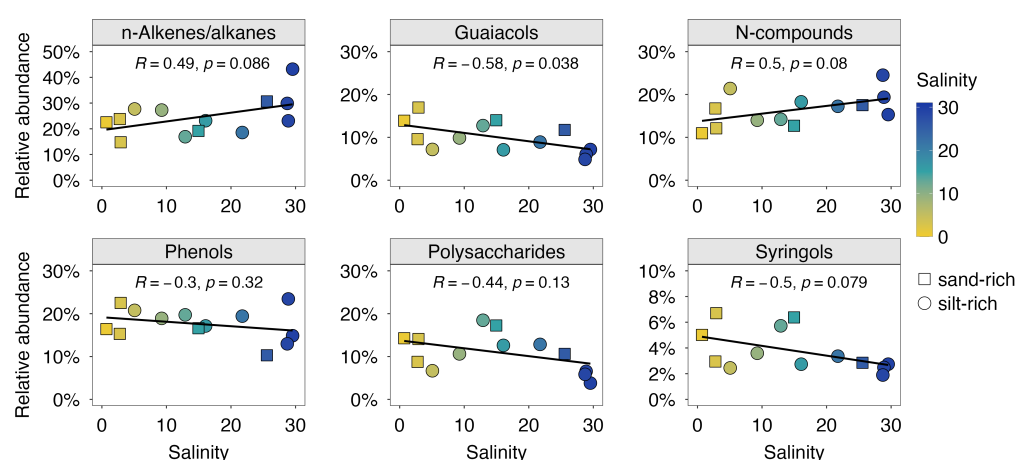 n-Alkenes/alkanes
Guaiacols
N-compounds
R = 0.49, p = 0.086
R = −0.58, p = 0.038
R = 0.5, p = 0.08
Relative abundance
50%
40%
30%
20%
10%
0%
30%
20%
10%
0%
30%
20%
10%
0%
0 10 20 30
0 10 20 30
0 10 20 30
Phenols
Polysaccharides
Syringols
R = −0.3, p = 0.32
R = −0.44, p = 0.13
R = −0.5, p = 0.079
Relative abundance
30%
20%
10%
0%
30%
20%
10%
0%
10%
8%
6%
4%
2%
0%
0 10 20 30
0 10 20 30
0 10 20 30
Salinity
Salinity
Salinity
Salinity
30
20
10
0
sand-rich
silt-rich